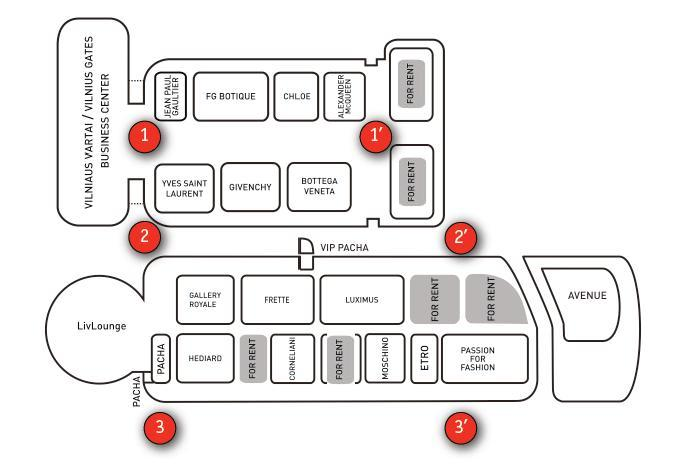 VILNIAUS VARTAI / VILNIUS GATES
BUSINESS CENTER
JEAN PAUL
GAULTIER
FG BOTIQUE
CHLOE
ALEXANDER
McQUEEN
FOR RENT
1
1’
YVES SAINT
LAURENT
GIVENCHY
BOTTEGA
VENETA
FOR RENT
2
2’
VIP PACHA
LivLounge
GALLERY
ROYALE
FRETTE
LUXIMUS
FOR RENT
FOR RENT
AVENUE
PACHA
HEDIARD
FOR RENT
CORNELIANI
FOR RENT
MOSCHINO
ETRO
PASSION
FOR
FASHION
PACHA
3
3’